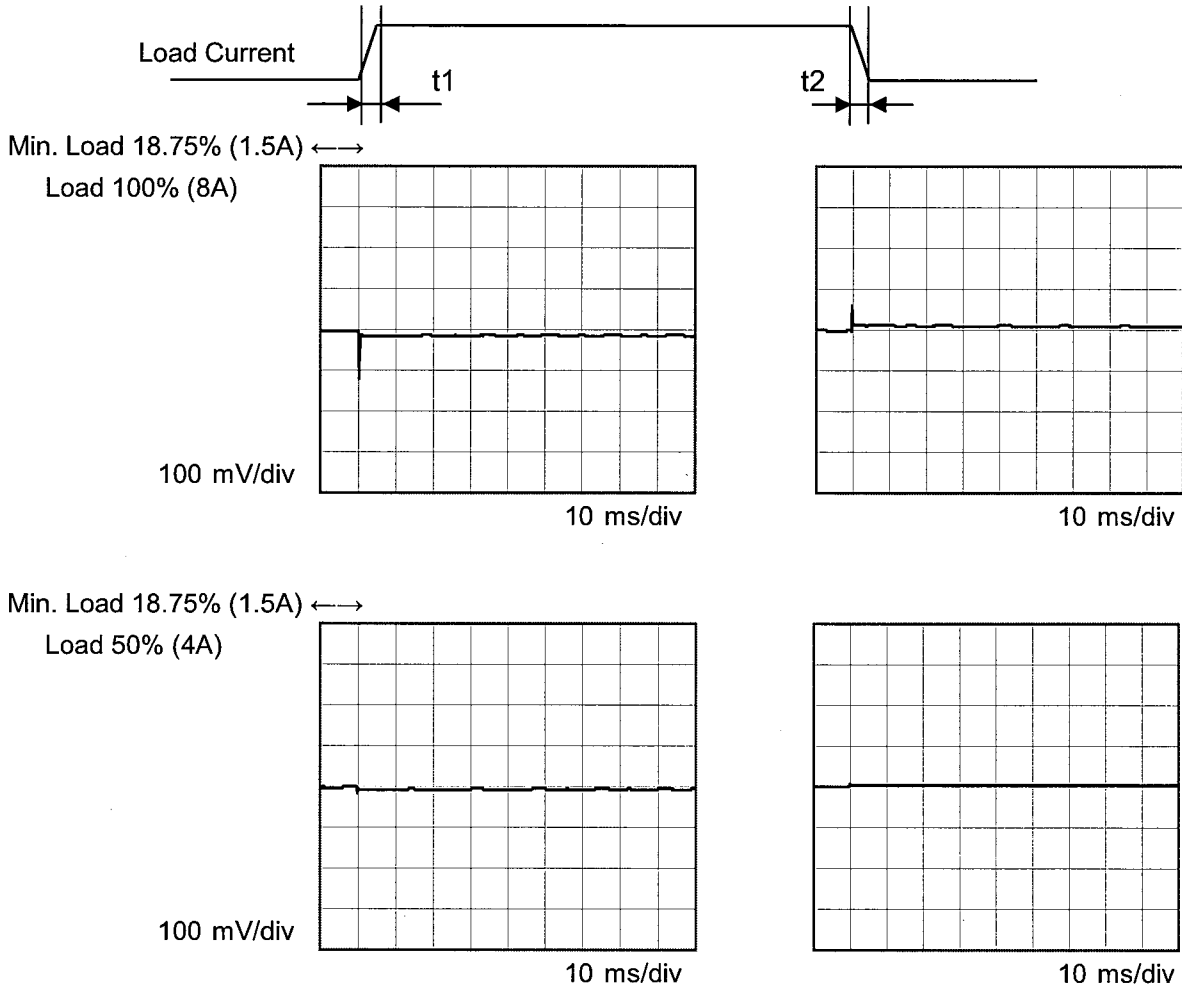 Load Current
t1
t2
Min. Load 18.75% (1.5A) ←→
Load 100% (8A)
100 mV/div
10 ms/div
10 ms/div
Min. Load 18.75% (1.5A) ←→
Load 50% (4A)
100 mV/div
10 ms/div
10 ms/div